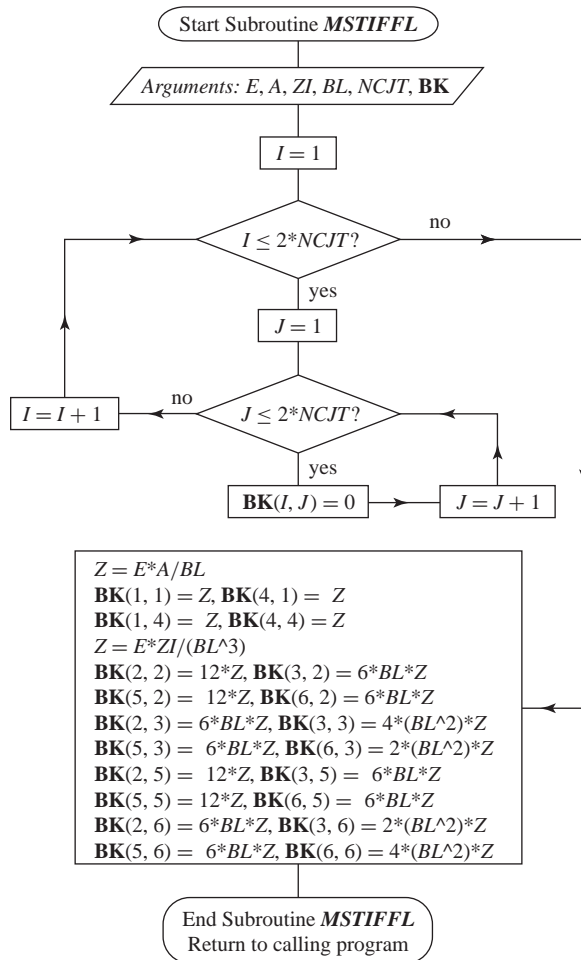 Start Subroutine MSTIFFL
Arguments: E, A, ZI, BL, NCJT, BK
I = 1
I ≤ 2*NCJT?
no
yes
J = 1
no
J ≤ 2*NCJT?
I = I + 1
yes
BK(I, J) = 0
J = J + 1
Z = E*A/BL
BK(1, 1) = Z, BK(4, 1) = Z
BK(1, 4) = Z, BK(4, 4) = Z
Z = E*ZI/(BL^3)
BK(2, 2) = 12*Z, BK(3, 2) = 6*BL*Z
BK(5, 2) = 12*Z, BK(6, 2) = 6*BL*Z
BK(2, 3) = 6*BL*Z, BK(3, 3) = 4*(BL^2)*Z
BK(5, 3) = 6*BL*Z, BK(6, 3) = 2*(BL^2)*Z
BK(2, 5) = 12*Z, BK(3, 5) = 6*BL*Z
BK(5, 5) = 12*Z, BK(6, 5) = 6*BL*Z
BK(2, 6) = 6*BL*Z, BK(3, 6) = 2*(BL^2)*Z
BK(5, 6) = 6*BL*Z, BK(6, 6) = 4*(BL^2)*Z
End Subroutine MSTIFFL
Return to calling program